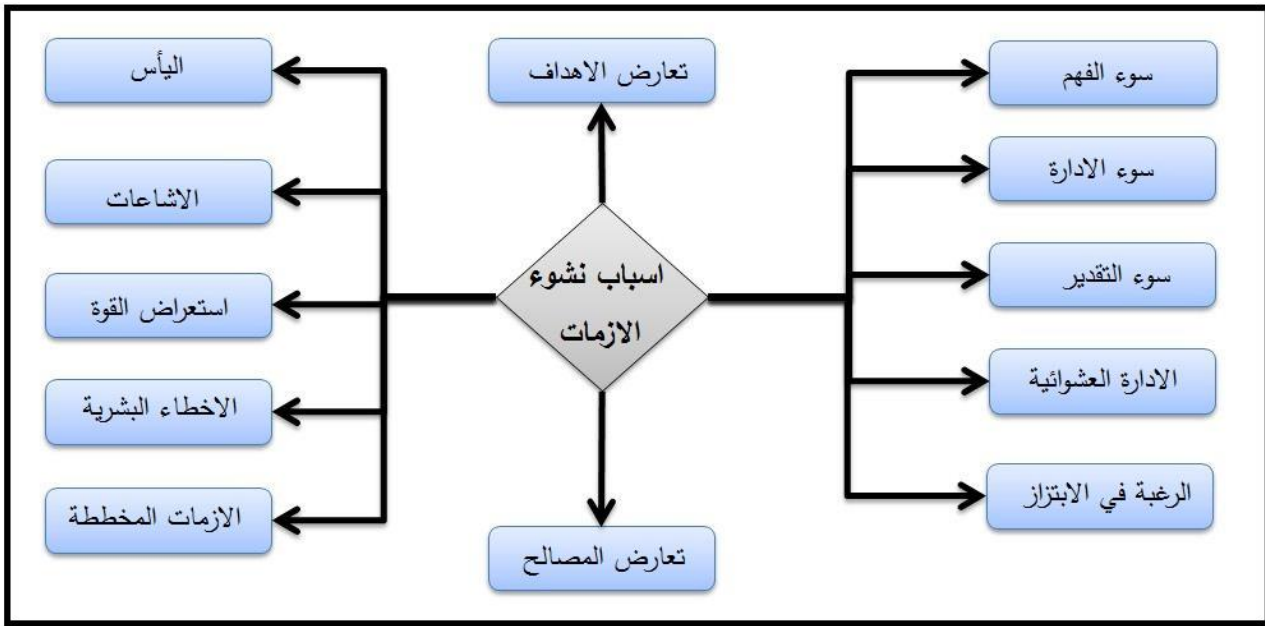 سوء الفهم
سوء الادارة
سوء التقدير
الادارة العشوائية
الرغبة في الابتزاز
تعارض الاهداف
اسباب نشوء
الازمات
تعارض المصالح
اليأس
الاشاعات
استعراض القوة
الاخطاء البشرية
الازمات المخططة